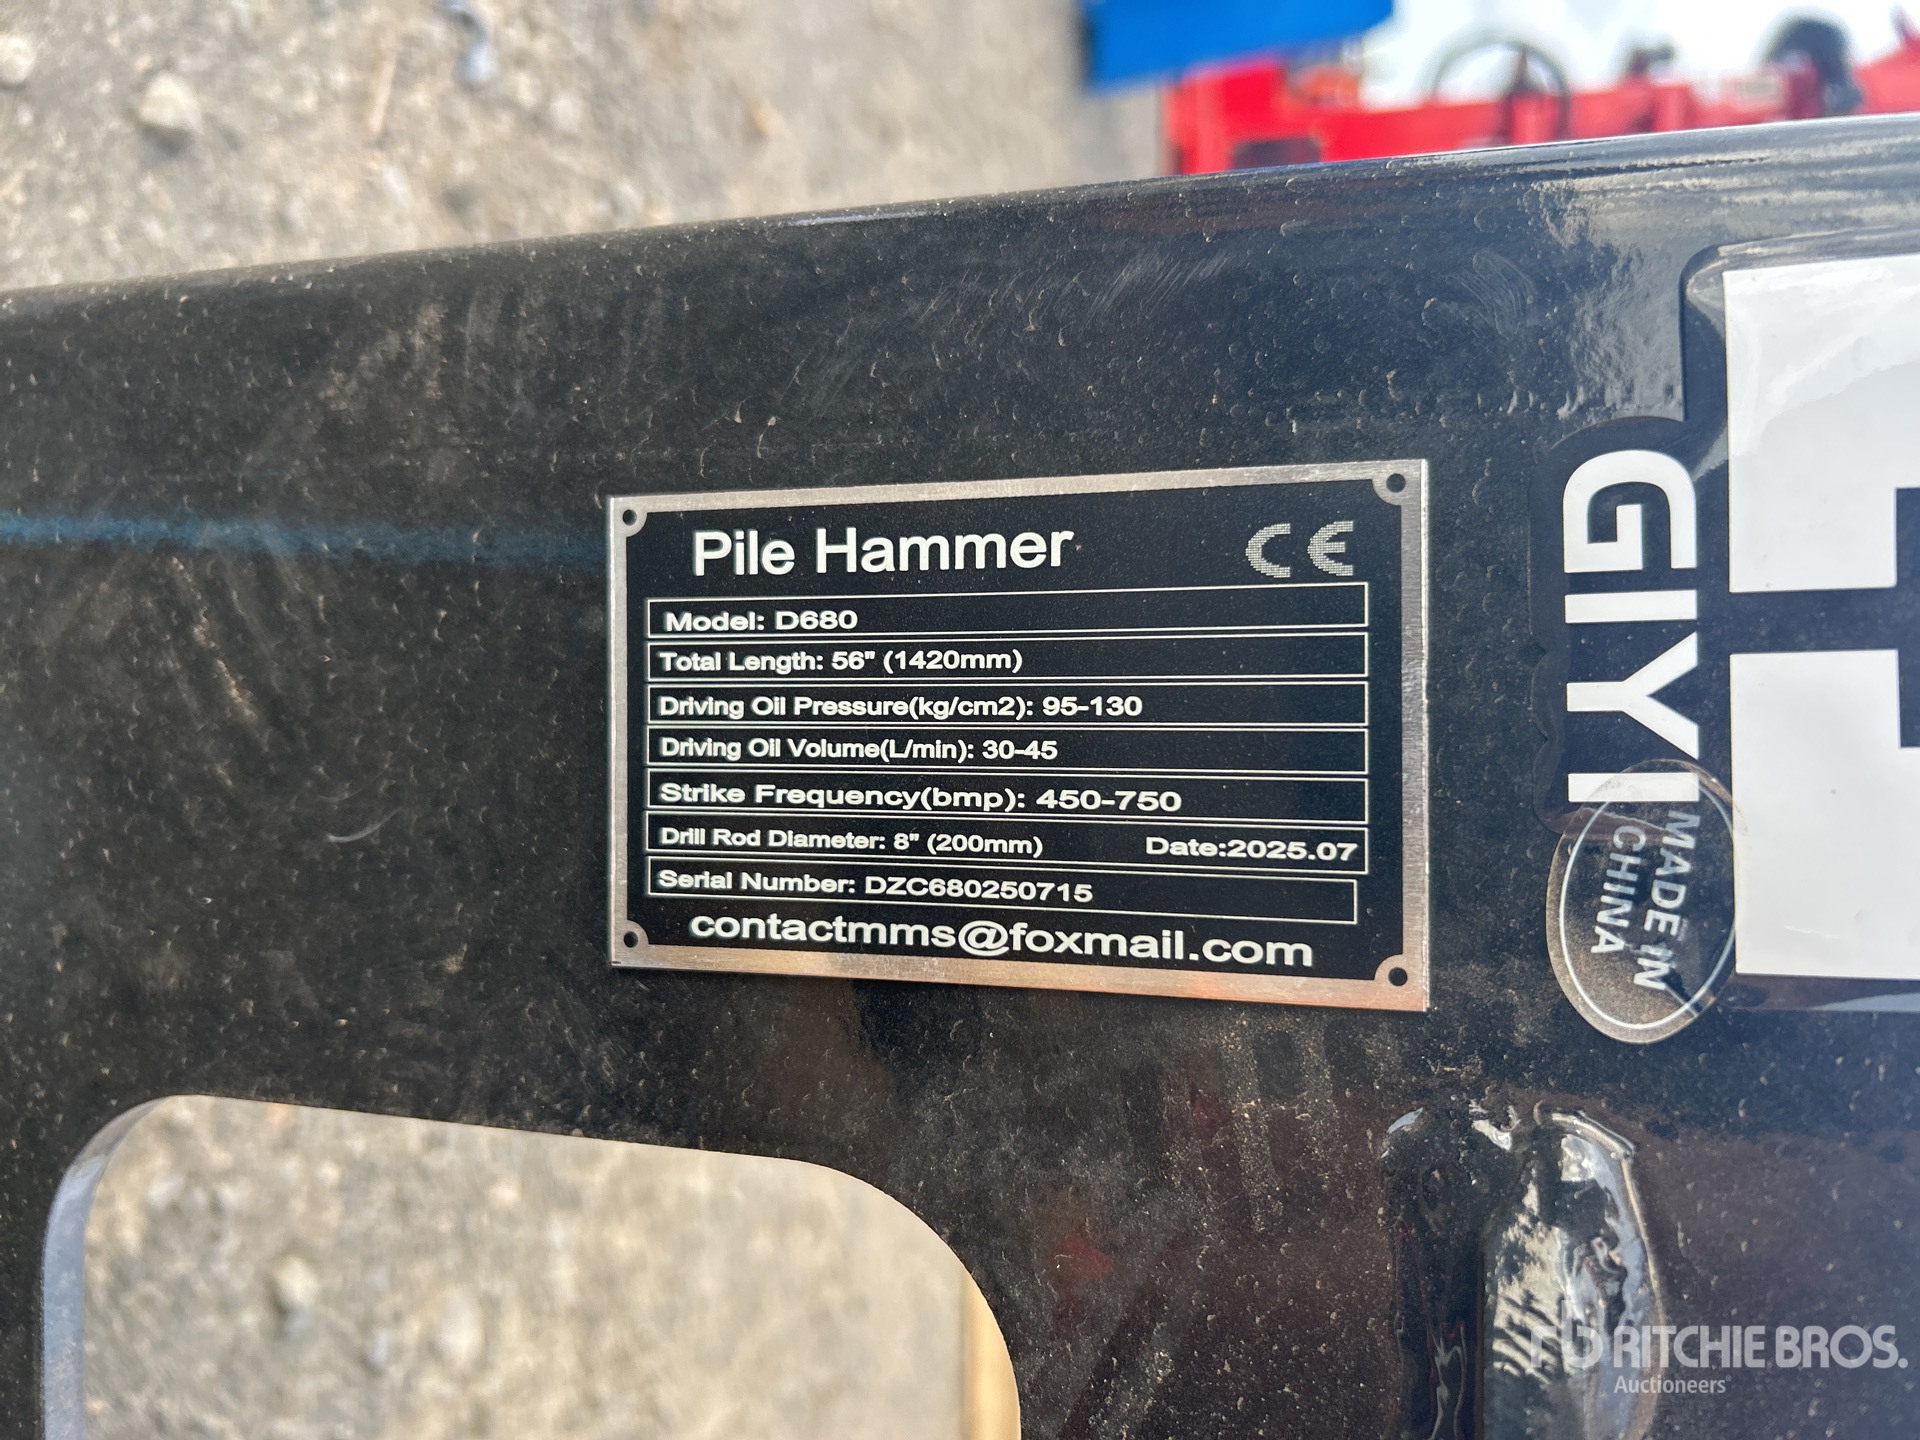 Pile Hammer CE
Model: D680
Total Length: 56" (1420mm)
Driving Oil Pressure(kg/cm2): 95-130
Driving Oil Volume(L/min): 30-45
Strike Frequency(bmp): 450-750
Drill Rod Diameter: 8" (200mm) Date:2025.07
Serial Number: DZC680250715
contactmms@foxmail.com
GIYI
MADE IN
CHINA
rb RITCHIE BROS.
Auctioneers